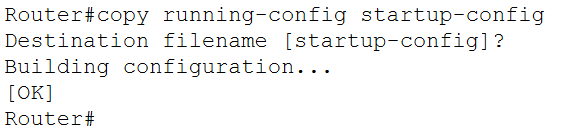 Router#copy running-config startup-config
Destination filename [startup-config]?
Building configuration...
[OK]
Router#